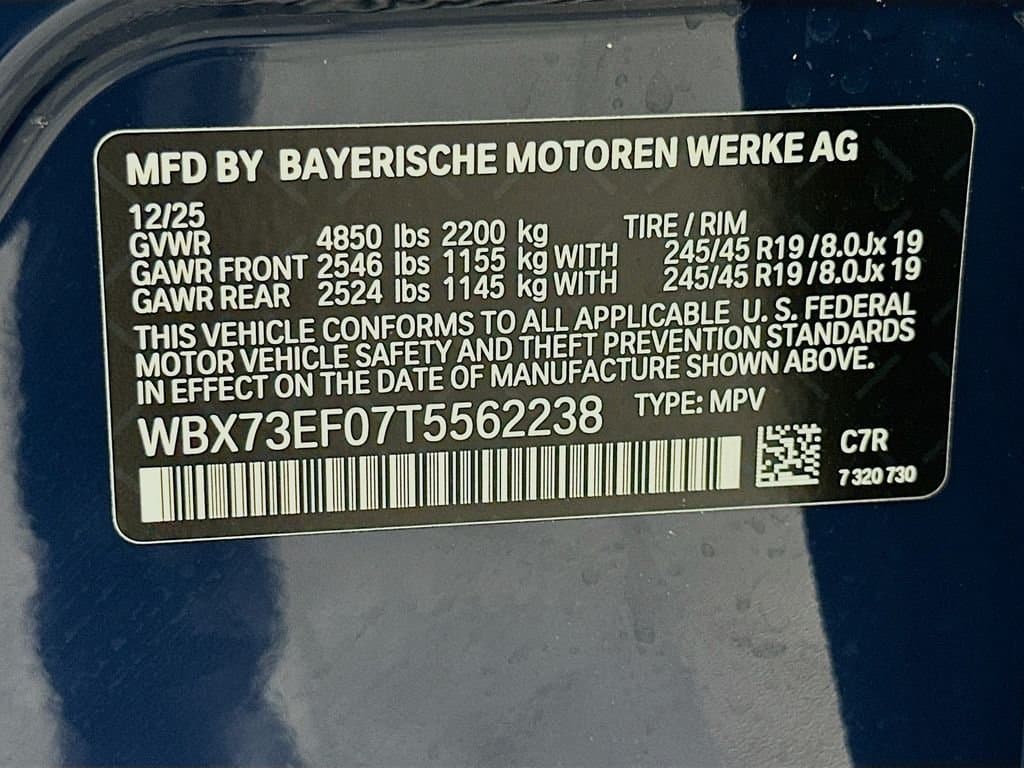 MFD BY BAYERISCHE MOTOREN WERKE AG
12/25
GVWR 4850 lbs 2200 kg TIRE / RIM
GAWR FRONT 2546 lbs 1155 kg WITH 245/45 R19 /8.0Jx 19
GAWR REAR 2524 lbs 1145 kg WITH 245/45 R19 /8.0Jx 19
THIS VEHICLE CONFORMS TO ALL APPLICABLE U. S. FEDERAL
MOTOR VEHICLE SAFETY AND THEFT PREVENTION STANDARDS
IN EFFECT ON THE DATE OF MANUFACTURE SHOWN ABOVE.
WBX73EF07T5562238 TYPE: MPV
C7R
7 320 730